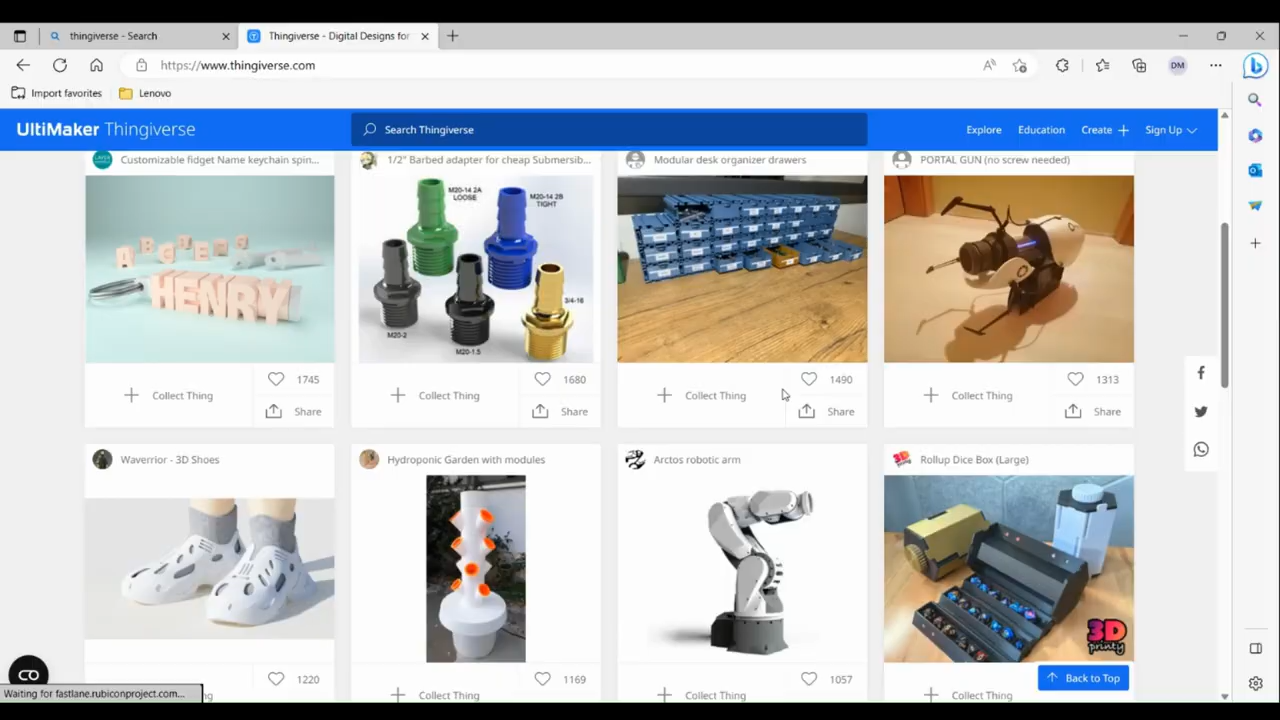 thingiverse - Search
Thingiverse - Digital Designs for
https://www.thingiverse.com
DM
Import favorites
Lenovo
UltiMaker Thingiverse
Search Thingiverse
Explore
Education
Create
Sign Up
Customizable fidget Name keychain spin...
1/2" Barbed adapter for cheap Submersib...
Modular desk organizer drawers
PORTAL GUN (no screw needed)
HENRY
M20-14 2A
LOOSE
M20-14 2B
TIGHT
3/4-16
M20-2
M20-1.5
Collect Thing
1745
Share
Collect Thing
1680
Share
Collect Thing
1490
Share
Collect Thing
1313
Share
Waverrior - 3D Shoes
Hydroponic Garden with modules
Arctos robotic arm
Rollup Dice Box (Large)
3D
printy
Back to Top
CO
Waiting for fastlane.rubiconproject.com...
ng
1220
Collect Thing
1169
Collect Thing
1057
Collect Thing